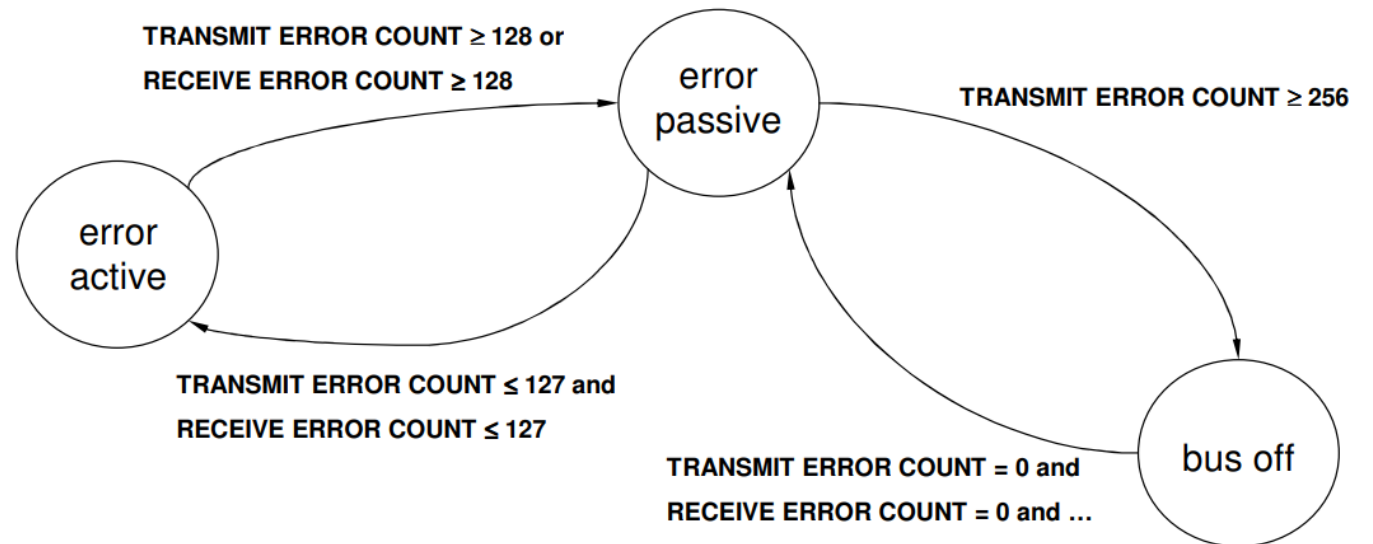 TRANSMIT ERROR COUNT ≥ 128 or
RECEIVE ERROR COUNT ≥ 128
error
passive
TRANSMIT ERROR COUNT ≥ 256
error
active
TRANSMIT ERROR COUNT ≤ 127 and
RECEIVE ERROR COUNT ≤ 127
bus off
TRANSMIT ERROR COUNT = 0 and
RECEIVE ERROR COUNT = 0 and …